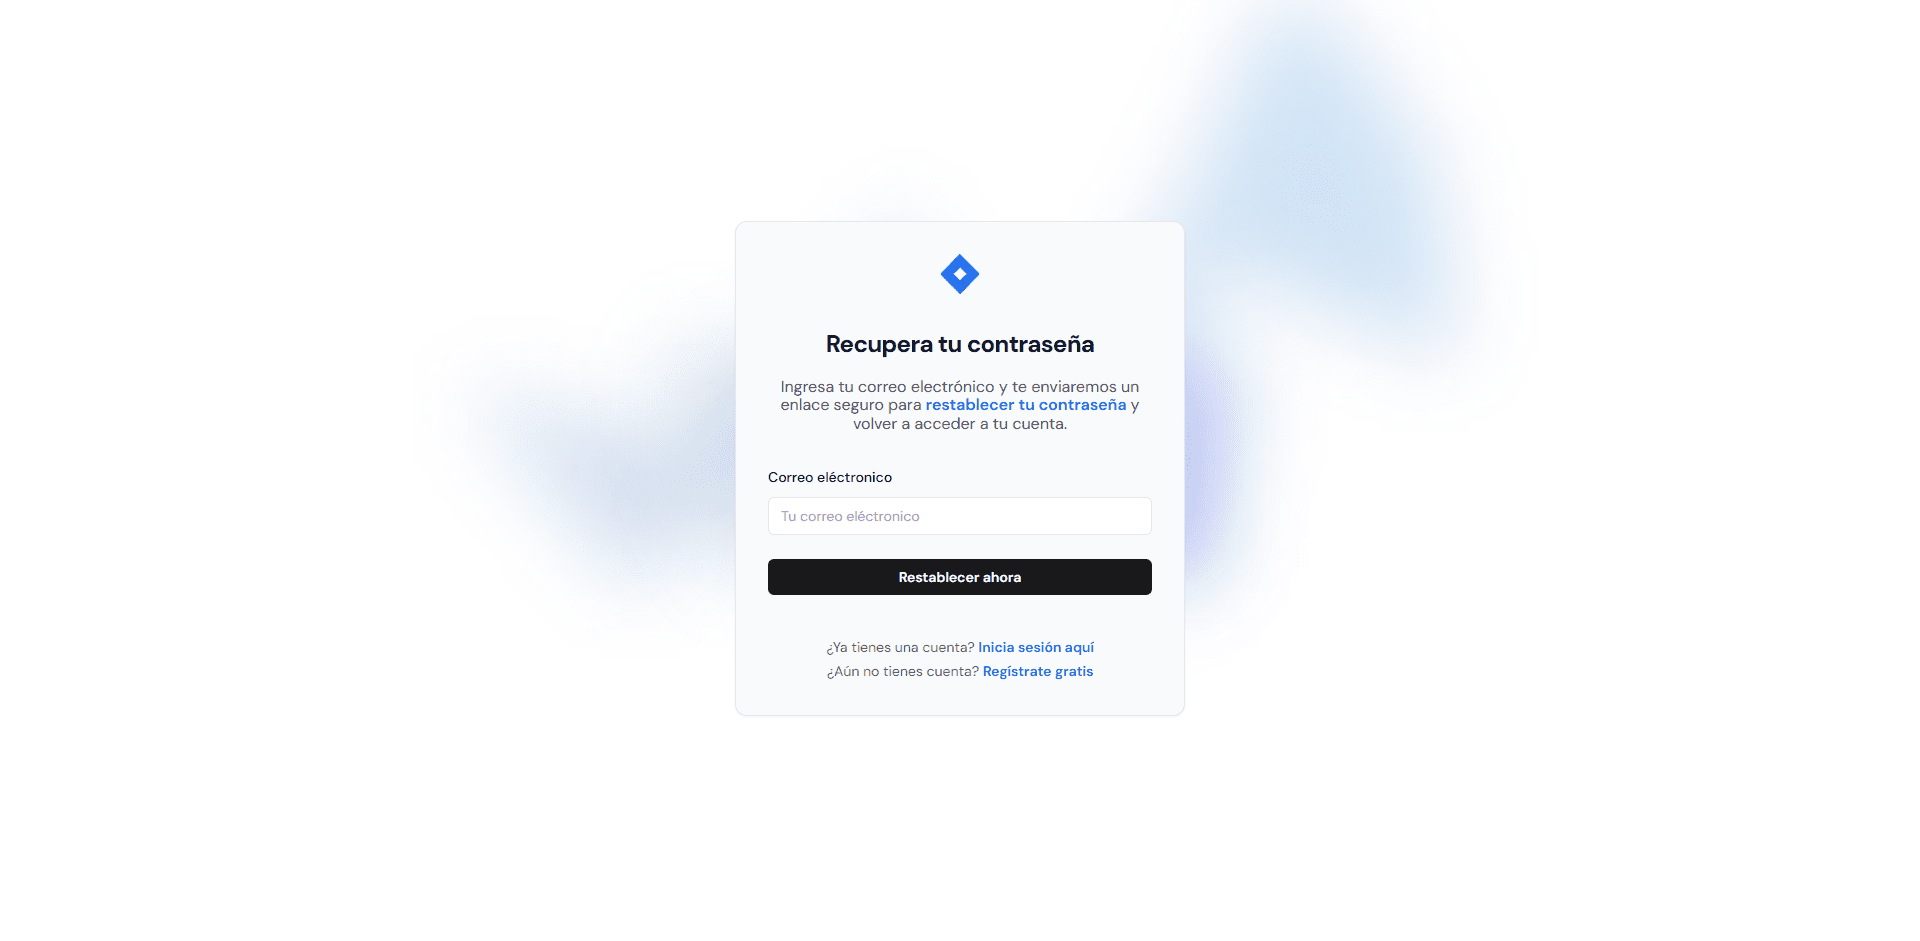 Recupera tu contraseña
Ingresa tu correo electrónico y te enviaremos un
enlace seguro para restablecer tu contraseña y
volver a acceder a tu cuenta.
Correo eléctronico
Tu correo eléctronico
Restablecer ahora
¿Ya tienes una cuenta? Inicia sesión aquí
¿Aún no tienes cuenta? Regístrate gratis